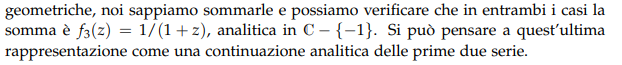 geometriche, noi sappiamo sommarle e possiamo verificare che in entrambi i casi la
somma è f₃(z) = 1/(1 + z), analitica in ℂ − {−1}. Si può pensare a quest'ultima
rappresentazione come una continuazione analitica delle prime due serie.